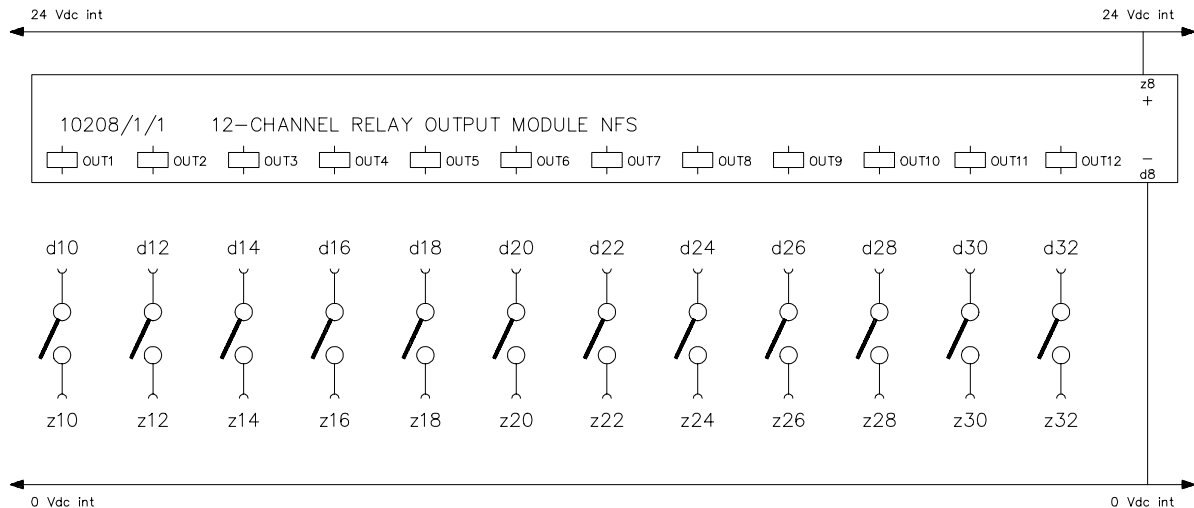 24 Vdc int 24 Vdc int
z8
+
10208/1/1 12-CHANNEL RELAY OUTPUT MODULE NFS
OUT1 OUT2 OUT3 OUT4 OUT5 OUT6 OUT7 OUT8 OUT9 OUT10 OUT11 OUT12 −
d8
d10 d12 d14 d16 d18 d20 d22 d24 d26 d28 d30 d32
z10 z12 z14 z16 z18 z20 z22 z24 z26 z28 z30 z32
0 Vdc int 0 Vdc int